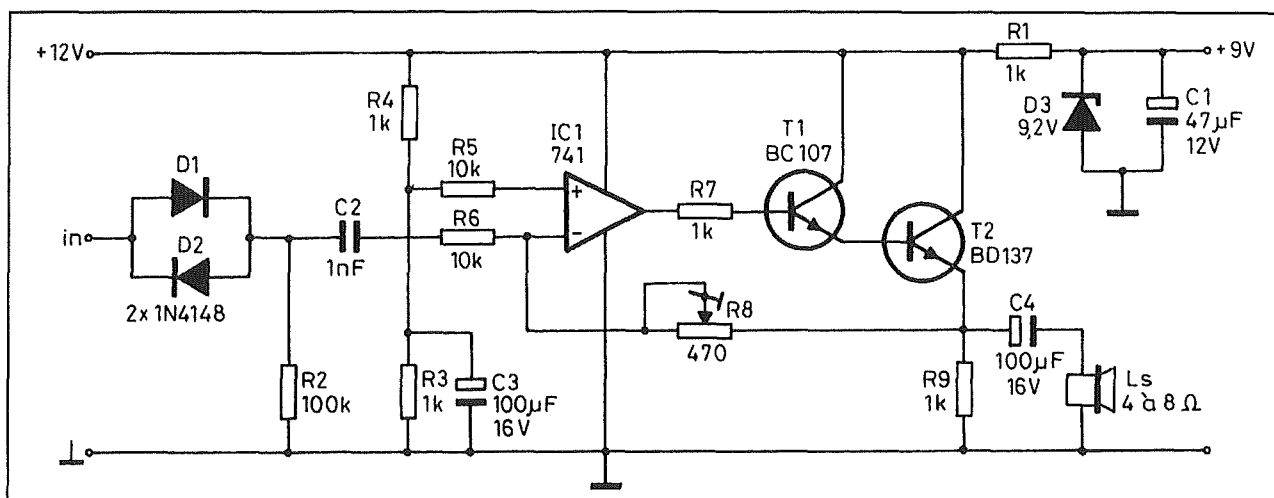 +12V
R1
1k
+9V
R4
1k
D3
9,2V
C1
47µF
12V
T1
BC107
IC1
741
R5
10k
+
D1
R7
1k
C2
R6
10k
-
in
1nF
D2
2x 1N4148
T2
BD137
R8
470
C4
100µF
16V
R2
100k
R3
1k
C3
100µF
16V
R9
1k
Ls
4 à 8 Ω